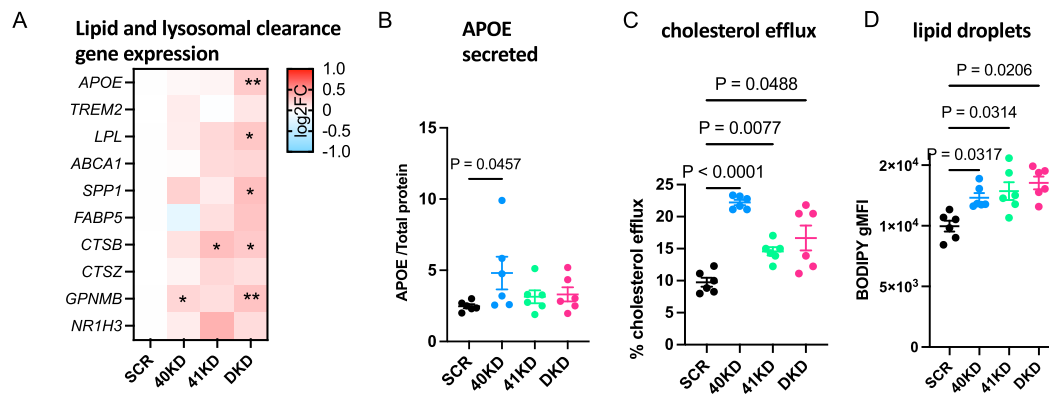 A
Lipid and lysosomal clearance
gene expression
APOE
TREM2
LPL
ABCA1
SPP1
FABP5
CTSB
CTSZ
GPNMB
NR1H3
**
*
*
* *
* **
SCR 40KD 41KD DKD
log2FC
1.0
0.5
0
-0.5
-1.0
B
APOE
secreted
APOE /Total protein
15
10
5
0
P = 0.0457
SCR 40KD 41KD DKD
C
cholesterol efflux
P = 0.0488
P = 0.0077
P < 0.0001
% cholesterol efflux
25
20
15
10
5
0
SCR 40KD 41KD DKD
D
lipid droplets
P = 0.0206
P = 0.0314
P = 0.0317
BODIPY gMFI
2×10⁴
1×10⁴
5×10³
0
SCR 40KD 41KD DKD